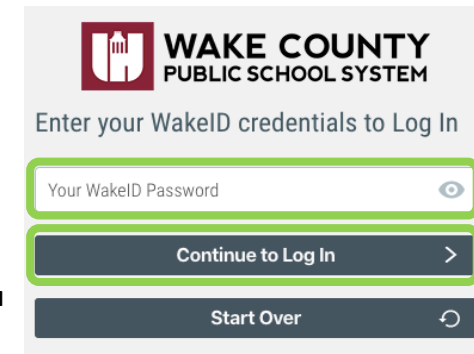 WAKE COUNTY
PUBLIC SCHOOL SYSTEM
Enter your WakeID credentials to Log In
Your WakeID Password
Continue to Log In
Start Over